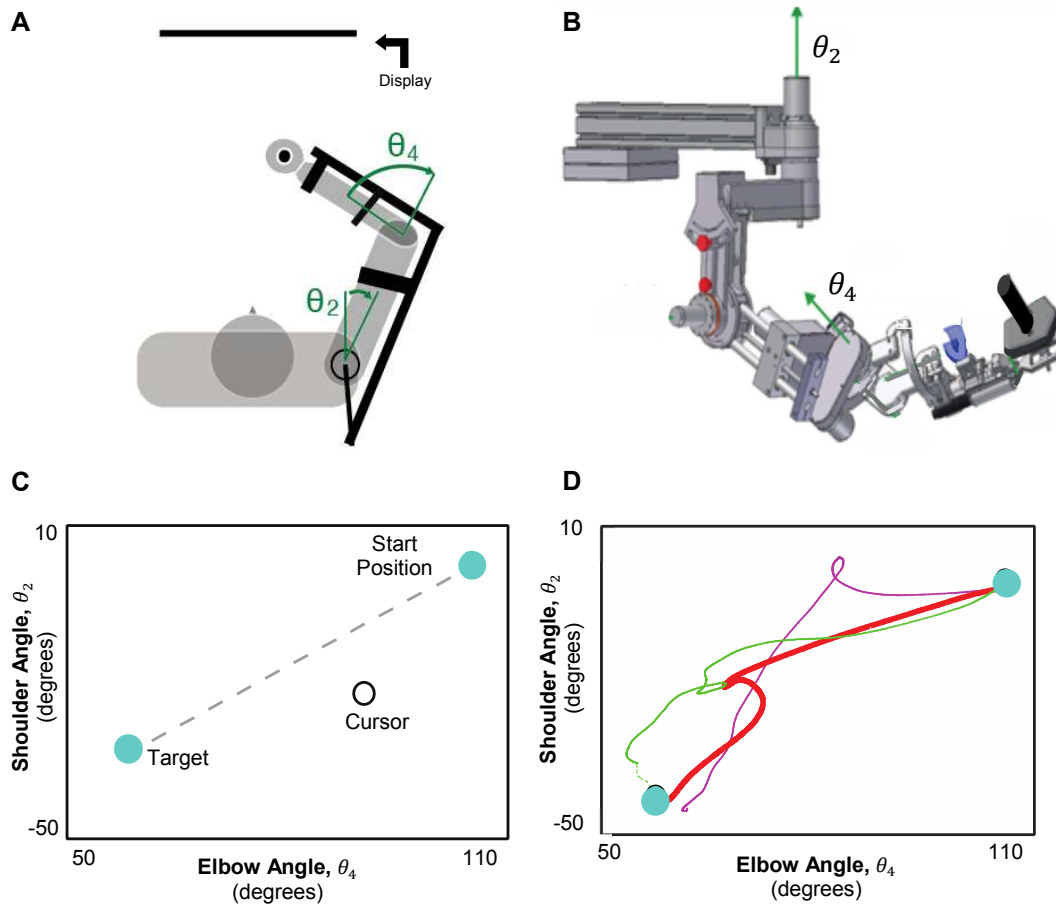 A
Display
θ4
θ2
B
θ2
θ4
C
10
Shoulder Angle, θ2
(degrees)
-50
Start
Position
Cursor
Target
50
110
Elbow Angle, θ4
(degrees)
D
10
Shoulder Angle, θ2
(degrees)
-50
50
110
Elbow Angle, θ4
(degrees)